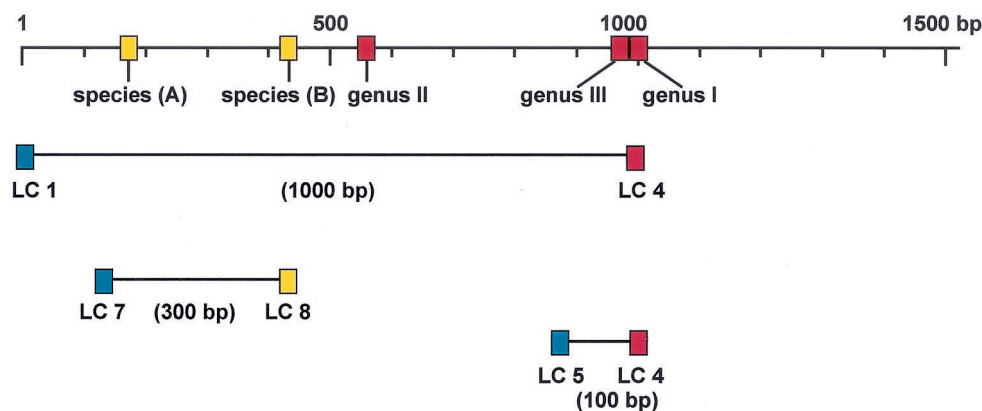 1 500 1000 1500 bp
species (A) species (B) genus II genus III genus I
LC 1 (1000 bp) LC 4
LC 7 (300 bp) LC 8
LC 5 LC 4
(100 bp)